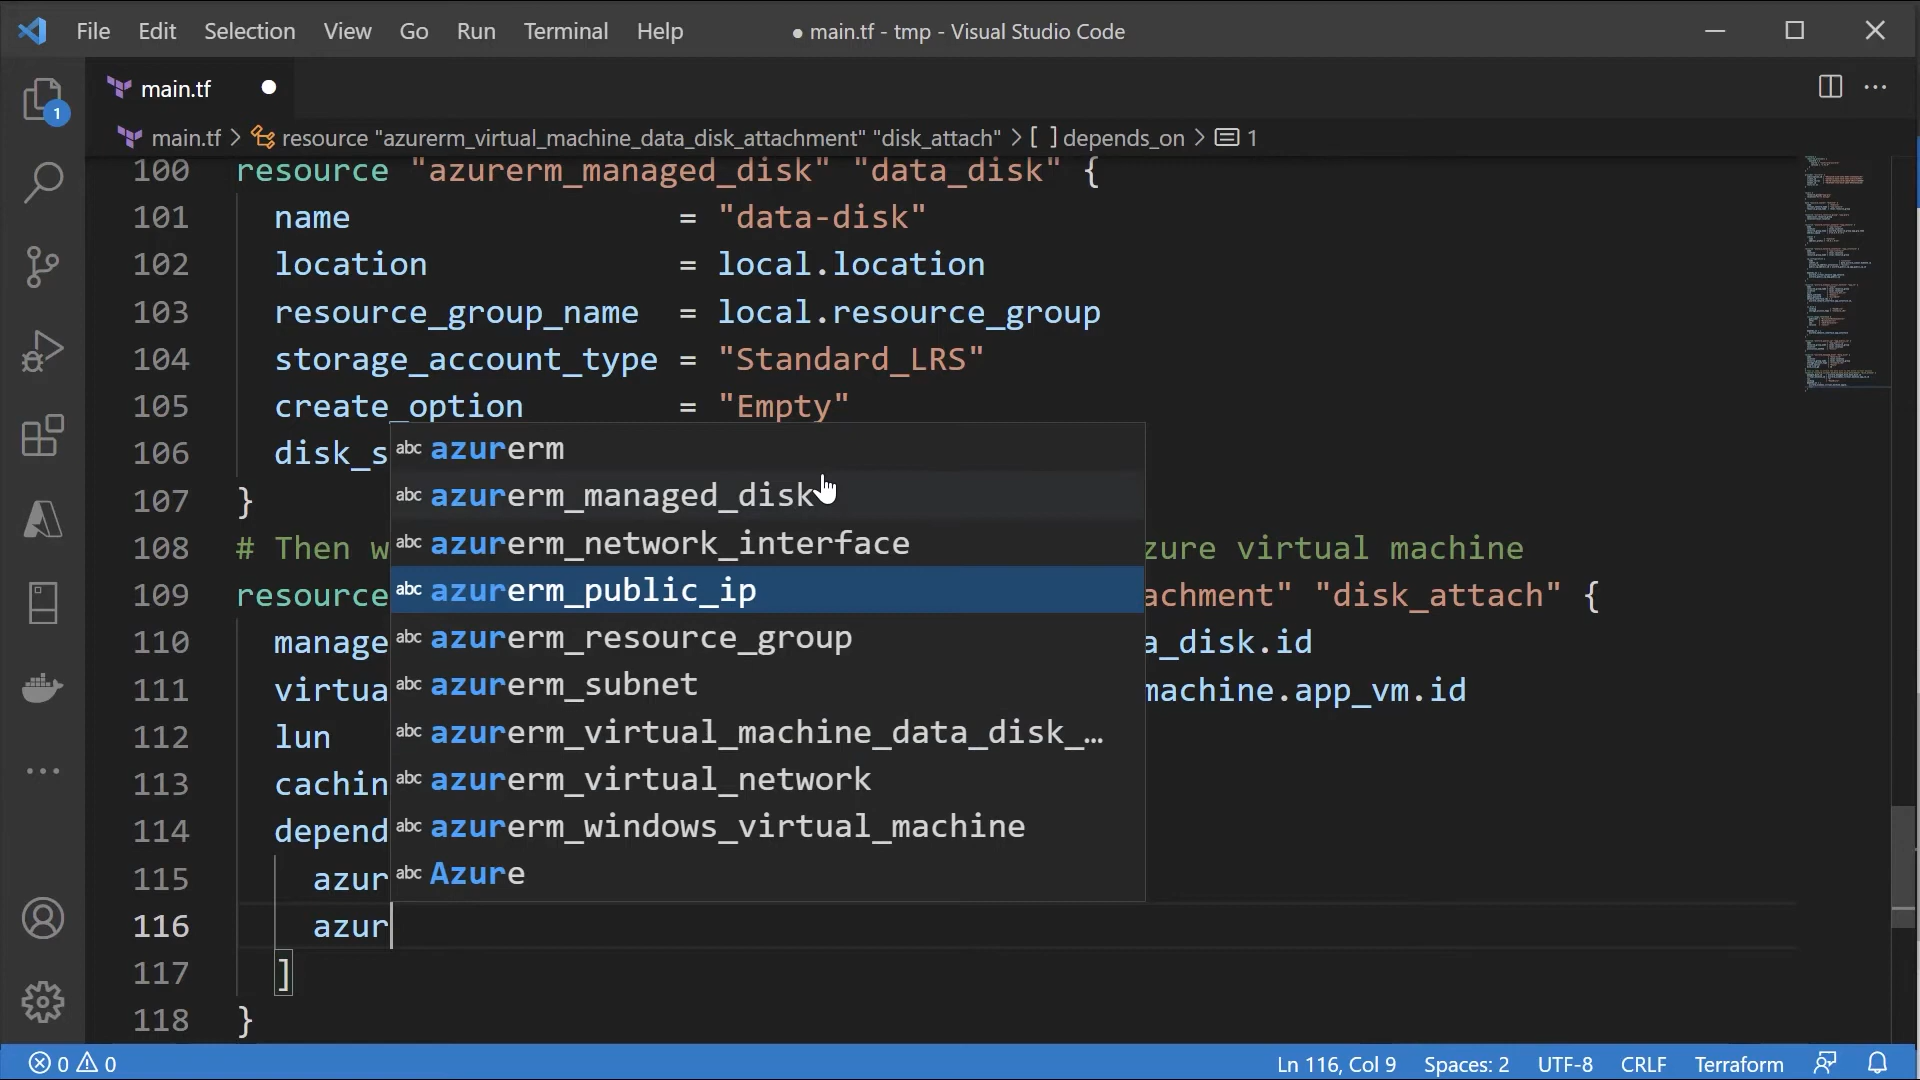 File Edit Selection View Go Run Terminal Help ● main.tf - tmp - Visual Studio Code
main.tf
1
main.tf > resource "azurerm_virtual_machine_data_disk_attachment" "disk_attach" > [ ] depends_on > 1
100 resource "azurerm_managed_disk" "data_disk" {
101 name = "data-disk"
102 location = local.location
103 resource_group_name = local.resource_group
104 storage_account_type = "Standard_LRS"
105 create_option = "Empty"
106 disk_s
107 }
108 # Then w zure virtual machine
109 resource achment" "disk_attach" {
110 manage a_disk.id
111 virtua machine.app_vm.id
112 lun
113 cachin
114 depend
115 azur
116 azur
117 ]
118 }
abc azurerm
abc azurerm_managed_disk
abc azurerm_network_interface
abc azurerm_public_ip
abc azurerm_resource_group
abc azurerm_subnet
abc azurerm_virtual_machine_data_disk_…
abc azurerm_virtual_network
abc azurerm_windows_virtual_machine
abc Azure
0 0 Ln 116, Col 9 Spaces: 2 UTF-8 CRLF Terraform